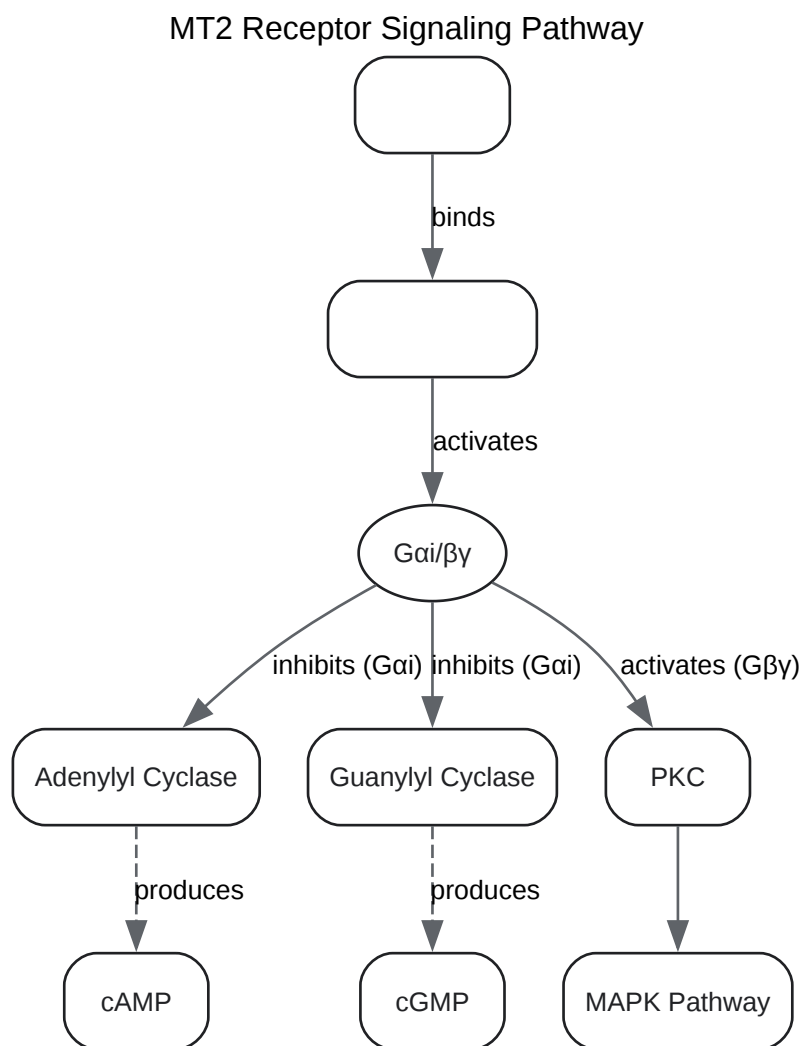 MT2 Receptor Signaling Pathway
binds
activates
Gαi/βγ
inhibits (Gαi)
inhibits (Gαi)
activates (Gβγ)
Adenylyl Cyclase
Guanylyl Cyclase
PKC
produces
produces
cAMP
cGMP
MAPK Pathway